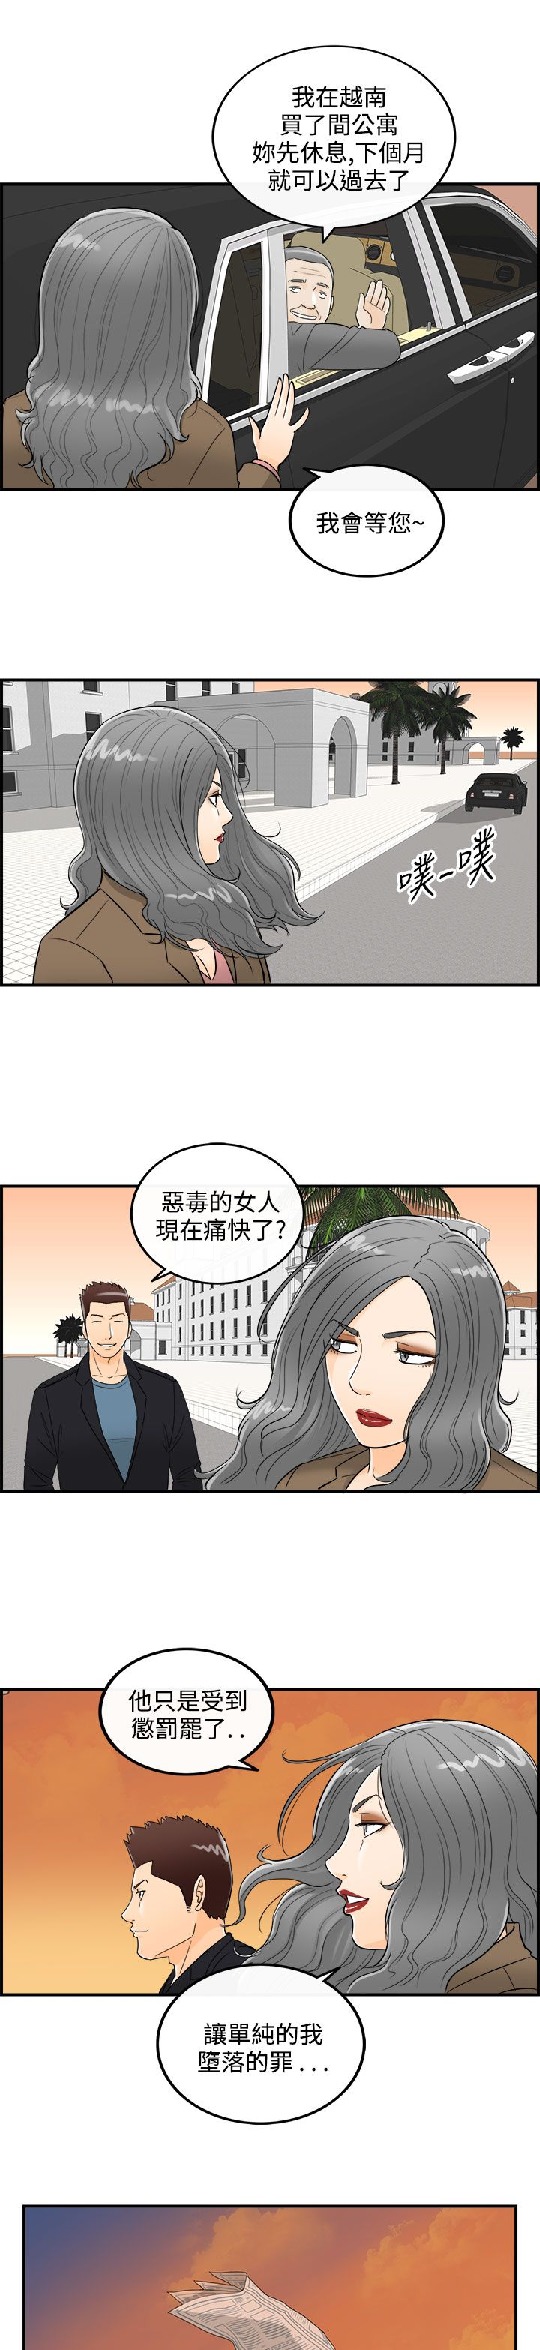 我在越南
買了間公寓
妳先休息,下個月
就可以過去了
我會等您~
噗-噗
惡毒的女人
現在痛快了?
他只是受到
懲罰罷了..
讓單純的我
墮落的罪...